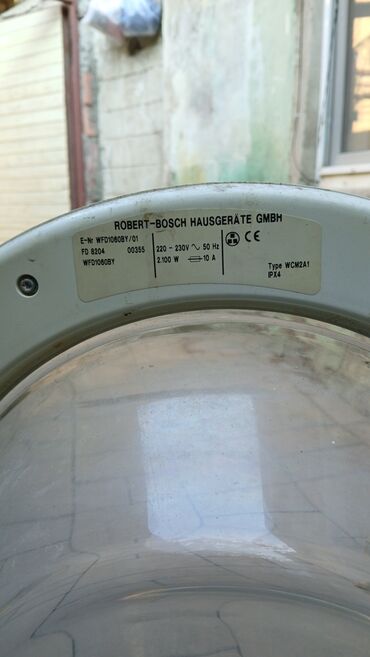 ROBERT-BOSCH HAUSGERÄTE GMBH
E-Nr WFD1060BY/01
FD 8204 00355
WFD1060BY
220 - 230V ∿ 50 Hz
2.100 W 10 A
CE
Type WCM2A1
IPX4